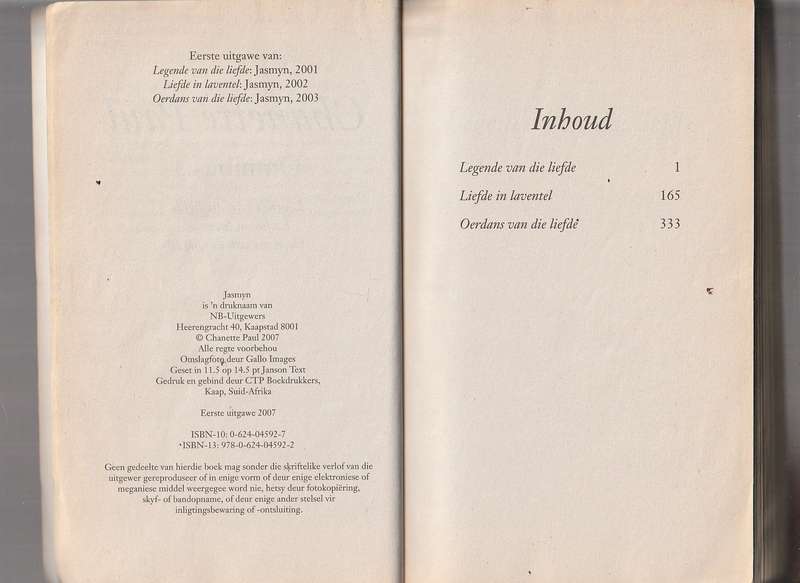 Eerste uitgawe van:
Legende van die liefde: Jasmyn, 2001
Liefde in laventel: Jasmyn, 2002
Oerdans van die liefde: Jasmyn, 2003
Jasmyn
is 'n druknaam van
NB-Uitgewers
Heerengracht 40, Kaapstad 8001
© Chanette Paul 2007
Alle regte voorbehou
Omslagfoto deur Gallo Images
Geset in 11.5 op 14.5 pt Janson Text
Gedruk en gebind deur CTP Boekdrukkers,
Kaap, Suid-Afrika
Eerste uitgawe 2007
ISBN-10: 0-624-04592-7
ISBN-13: 978-0-624-04592-2
Geen gedeelte van hierdie boek mag sonder die skriftelike verlof van die
uitgewer gereproduseer of in enige vorm of deur enige elektroniese of
meganiese middel weergegee word nie, hetsy deur fotokopiëring,
skyf- of bandopname, of deur enige ander stelsel vir
inligtingsbewaring of -ontsluiting.
Inhoud
Legende van die liefde 1
Liefde in laventel 165
Oerdans van die liefde 333